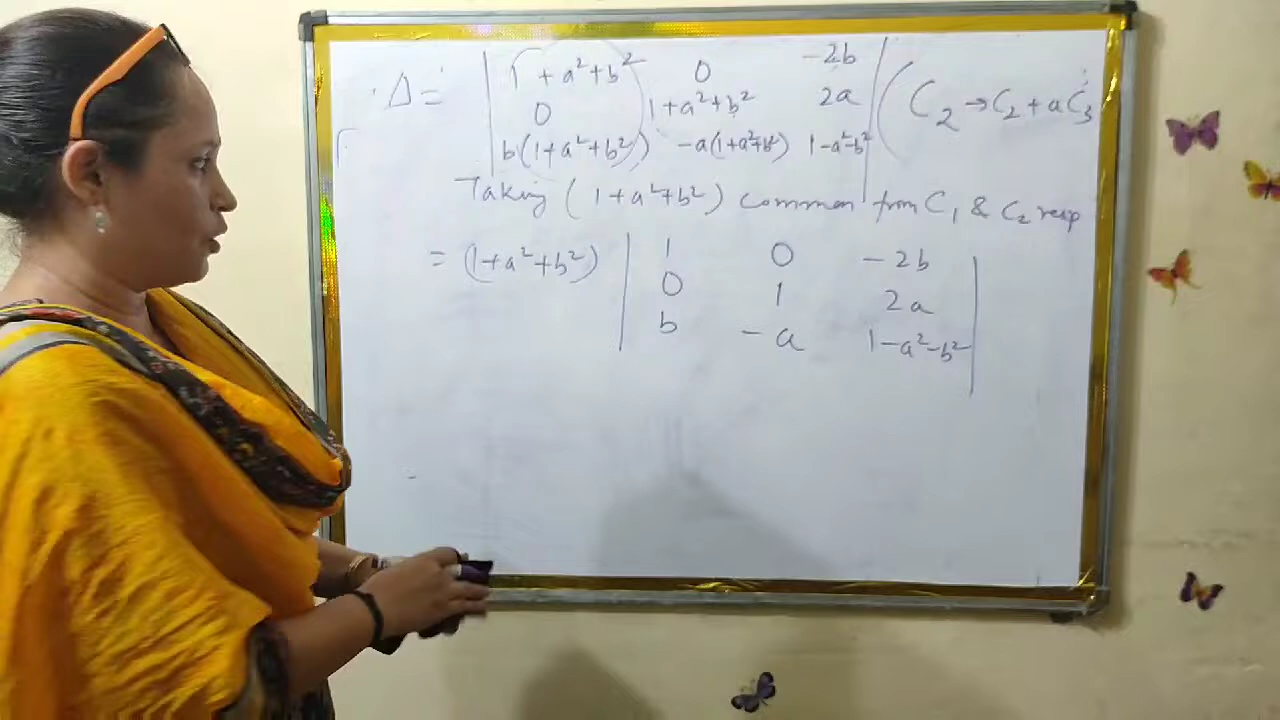 Δ = | 1 + a² + b² 0 -2b | ( C₂ → C₂ + a C₃
0 1 + a² + b² 2a
b(1+a²+b²) -a(1+a²+b²) 1-a²-b²
Taking (1+a²+b²) common from C₁ & C₂ resp
= (1+a²+b²) | 1 0 -2b |
0 1 2a
b -a 1-a²-b²